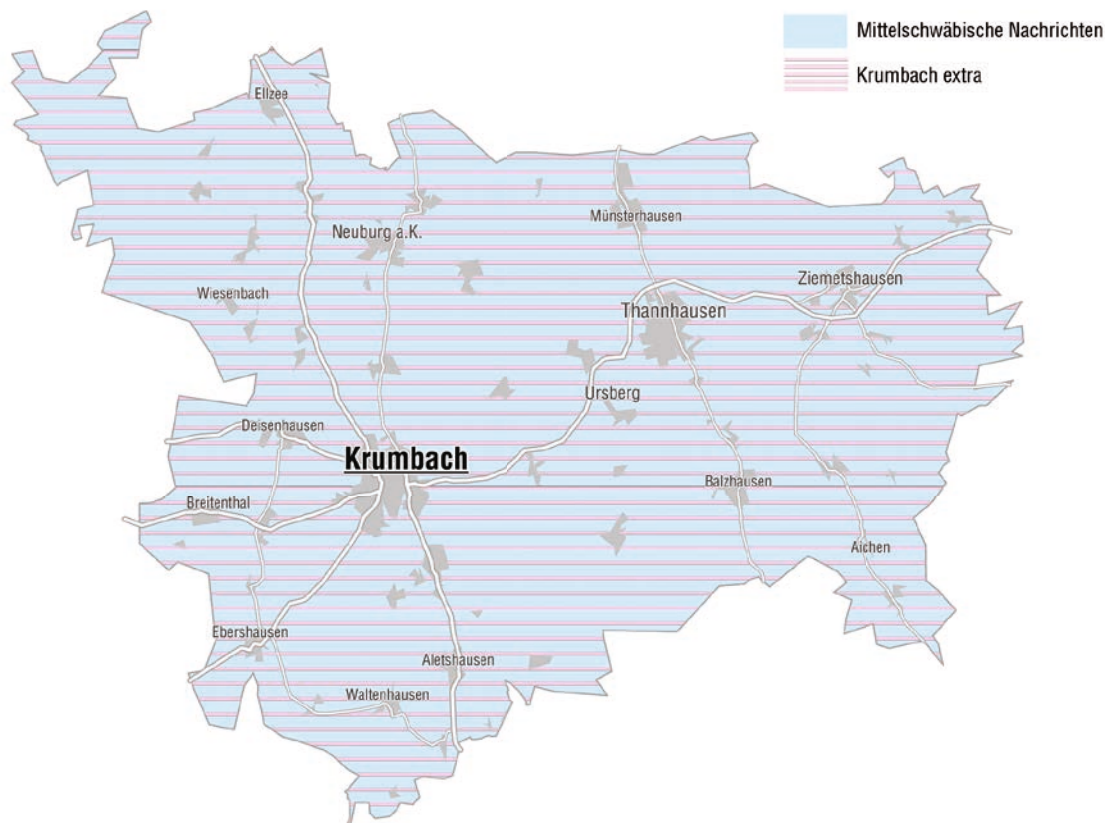 Mittelschwäbische Nachrichten
Krumbach extra
Ellzee
Münsterhausen
Neuburg a.K.
Ziemetshausen
Wiesenbach
Thannhausen
Ursberg
Deisenhausen
Krumbach
Balzhausen
Breitenthal
Aichen
Ebershausen
Aletshausen
Waltenhausen